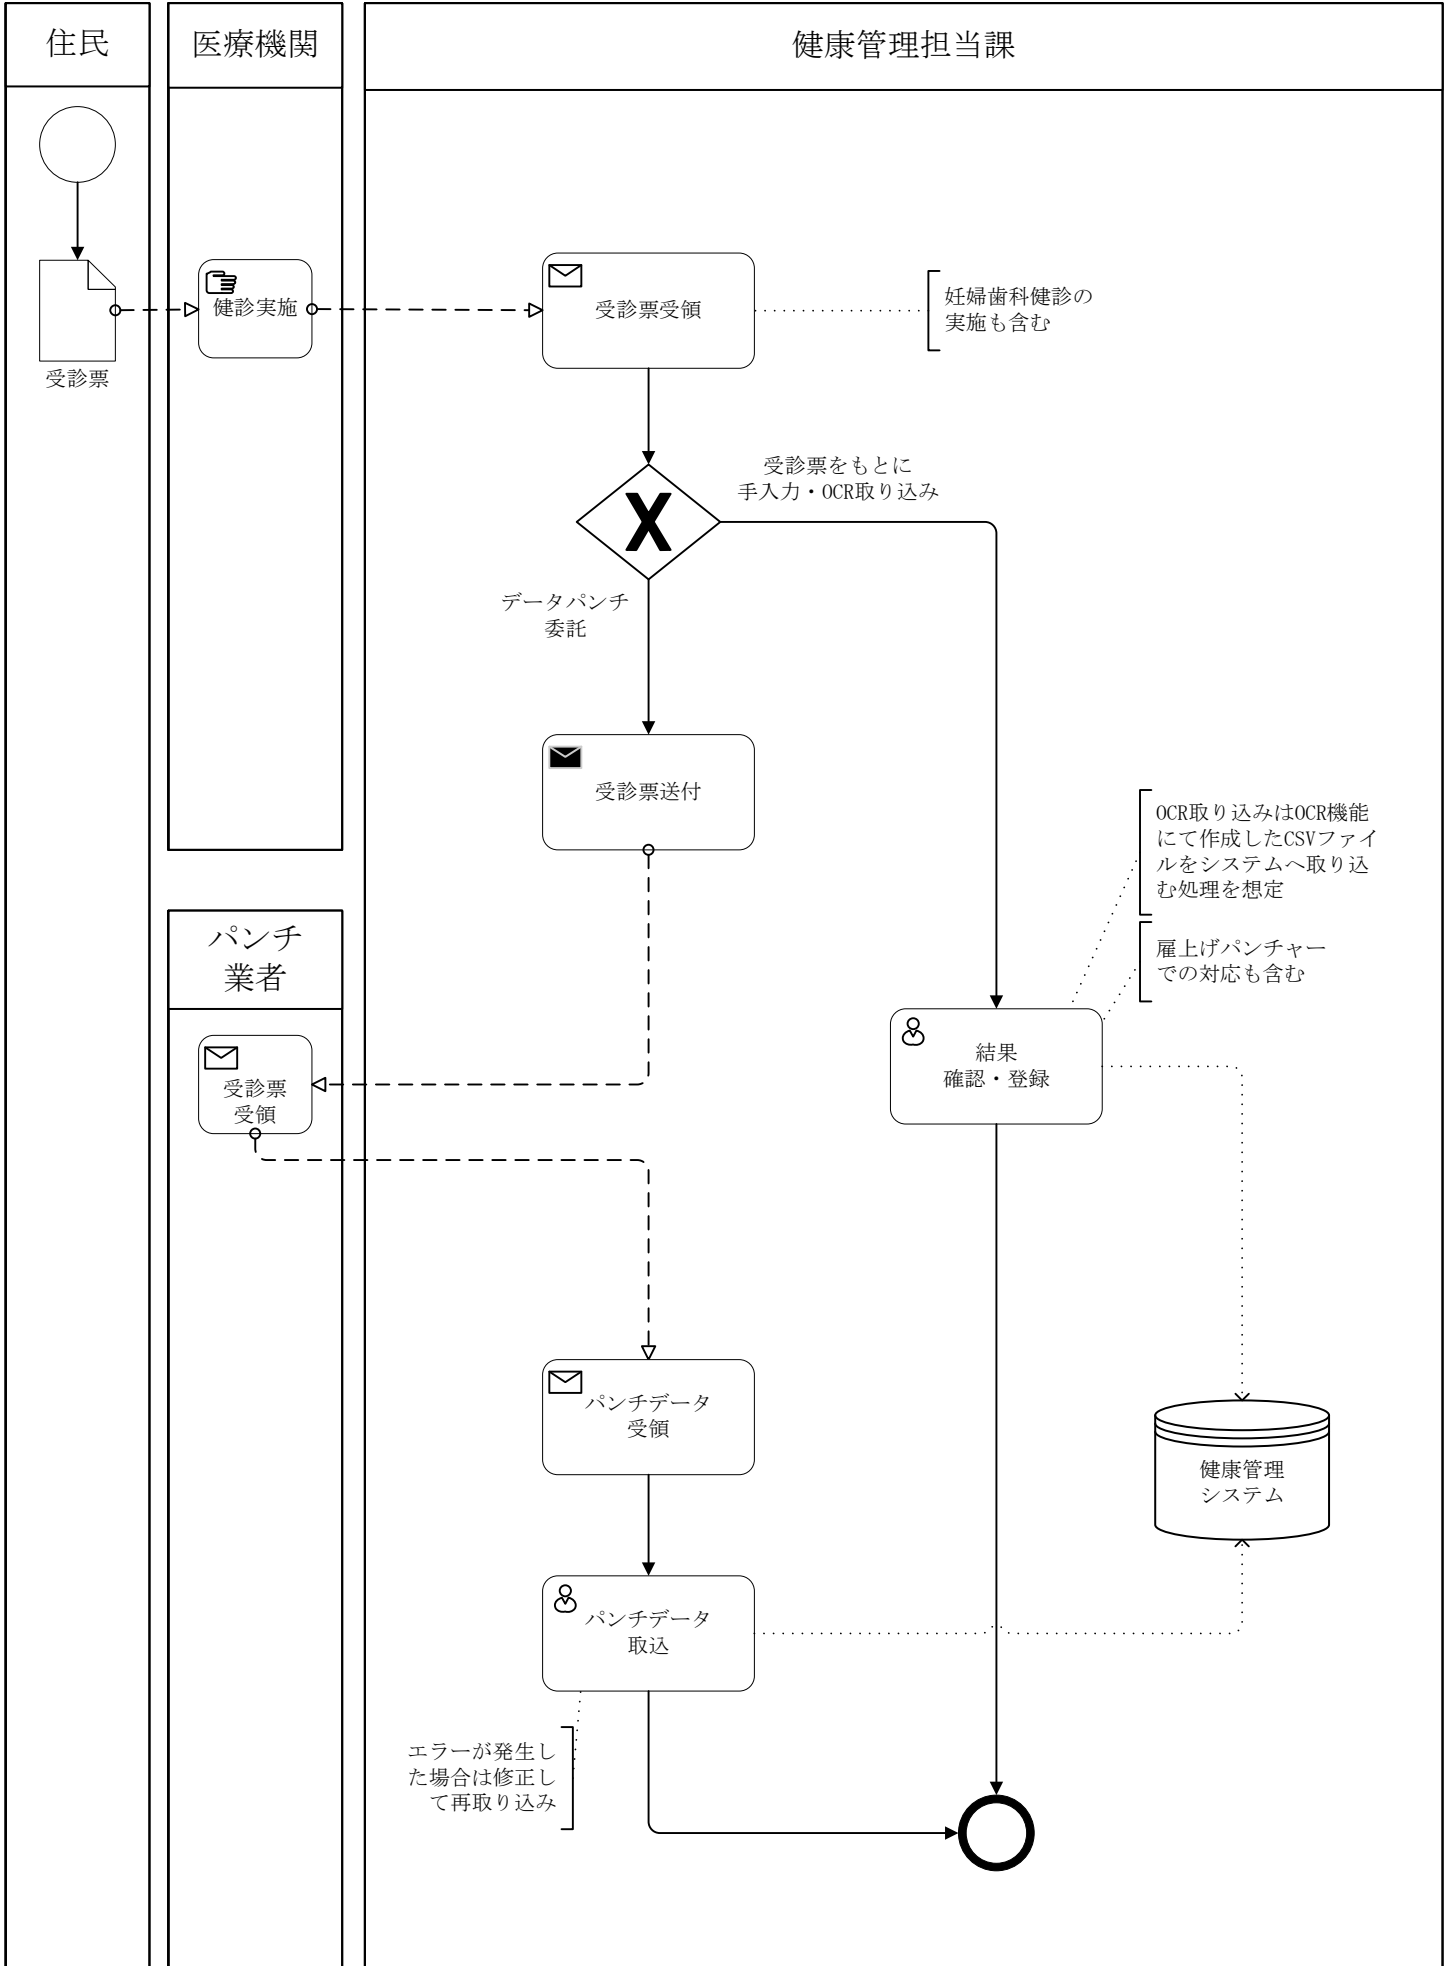 住民
医療機関
健康管理担当課
受診票
健診実施
受診票受領
妊婦歯科健診の
実施も含む
受診票をもとに
手入力・OCR取り込み
X
データパンチ
委託
受診票送付
OCR取り込みはOCR機能
にて作成したCSVファイ
ルをシステムへ取り込
む処理を想定
雇上げパンチャー
での対応も含む
パンチ
業者
受診票
受領
結果
確認・登録
パンチデータ
受領
健康管理
システム
パンチデータ
取込
エラーが発生し
た場合は修正し
て再取り込み